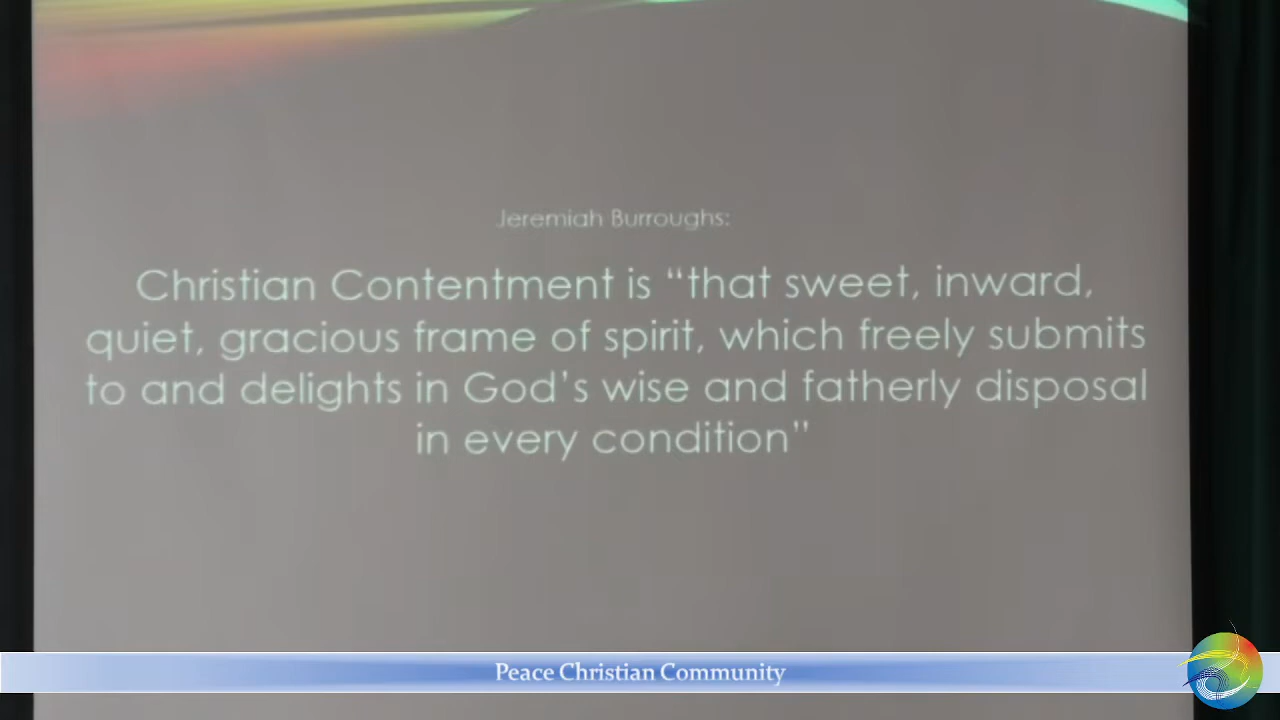 Jeremiah Burroughs:
Christian Contentment is “that sweet, inward,
quiet, gracious frame of spirit, which freely submits
to and delights in God’s wise and fatherly disposal
in every condition”
Peace Christian Community